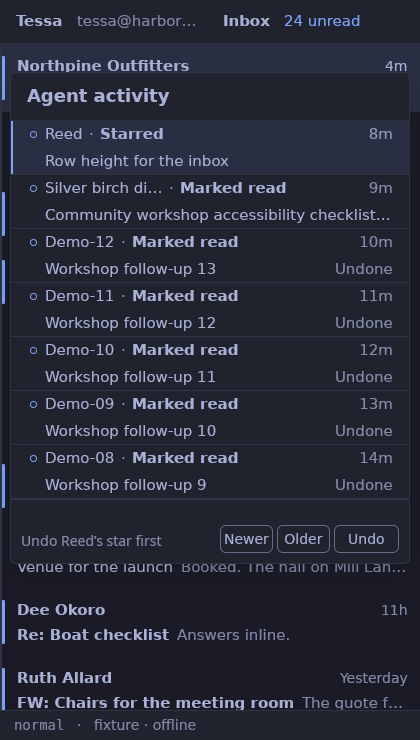 Tessa tessa@harbor… Inbox 24 unread
Northpine Outfitters 4m
Agent activity
Reed · Starred 8m
Row height for the inbox
Silver birch di… · Marked read 9m
Community workshop accessibility checklist…
Demo-12 · Marked read 10m
Workshop follow-up 13 Undone
Demo-11 · Marked read 11m
Workshop follow-up 12 Undone
Demo-10 · Marked read 12m
Workshop follow-up 11 Undone
Demo-09 · Marked read 13m
Workshop follow-up 10 Undone
Demo-08 · Marked read 14m
Workshop follow-up 9 Undone
Undo Reed’s star first Newer Older Undo
Venue for the launch Booked. The hall on Mill Lan…
Dee Okoro 11h
Re: Boat checklist Answers inline.
Ruth Allard Yesterday
FW: Chairs for the meeting room The quote f…
normal · fixture · offline